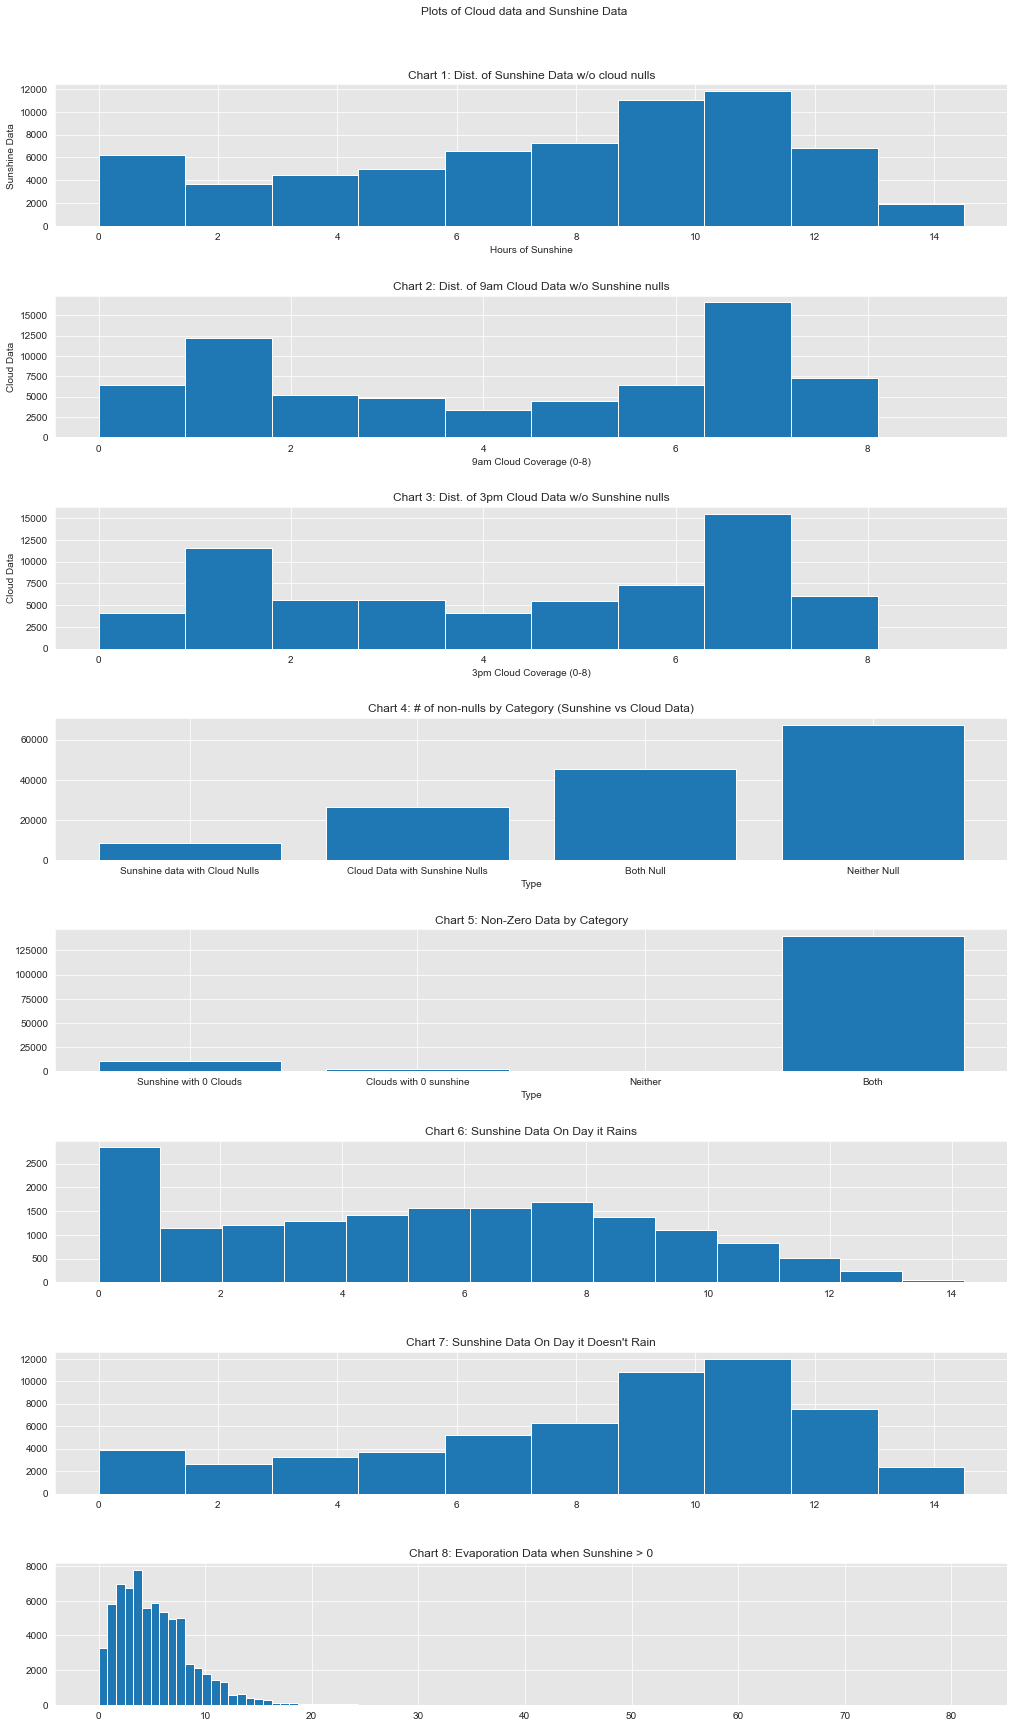 Plots of Cloud data and Sunshine Data
Chart 1: Dist. of Sunshine Data w/o cloud nulls
Sunshine Data
12000
10000
8000
6000
4000
2000
0
0 2 4 6 8 10 12 14
Hours of Sunshine
Chart 2: Dist. of 9am Cloud Data w/o Sunshine nulls
Cloud Data
15000
12500
10000
7500
5000
2500
0
0 2 4 6 8
9am Cloud Coverage (0-8)
Chart 3: Dist. of 3pm Cloud Data w/o Sunshine nulls
Cloud Data
15000
12500
10000
7500
5000
2500
0
0 2 4 6 8
3pm Cloud Coverage (0-8)
Chart 4: # of non-nulls by Category (Sunshine vs Cloud Data)
60000
40000
20000
0
Sunshine data with Cloud Nulls Cloud Data with Sunshine Nulls Both Null Neither Null
Type
Chart 5: Non-Zero Data by Category
125000
100000
75000
50000
25000
0
Sunshine with 0 Clouds Clouds with 0 sunshine Neither Both
Type
Chart 6: Sunshine Data On Day it Rains
2500
2000
1500
1000
500
0
0 2 4 6 8 10 12 14
Chart 7: Sunshine Data On Day it Doesn't Rain
12000
10000
8000
6000
4000
2000
0
0 2 4 6 8 10 12 14
Chart 8: Evaporation Data when Sunshine > 0
8000
6000
4000
2000
0
0 10 20 30 40 50 60 70 80